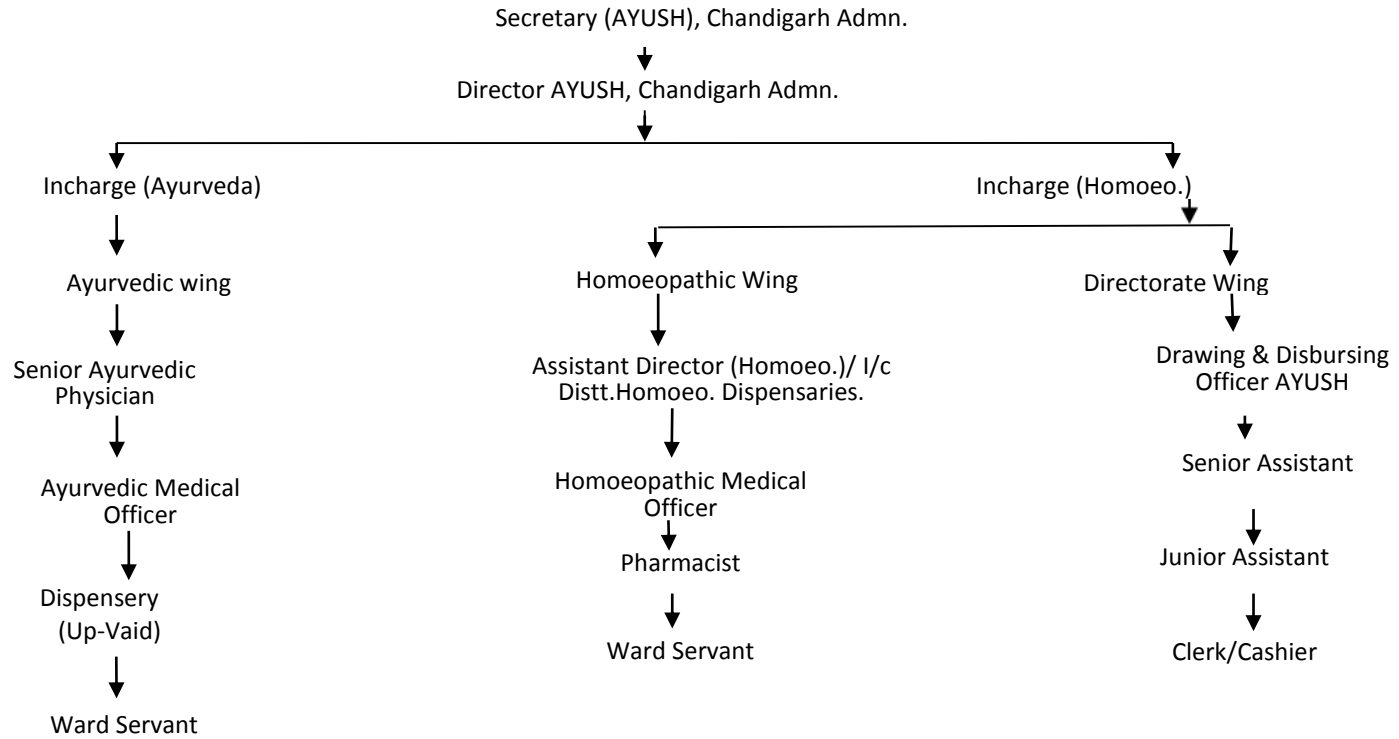 Secretary (AYUSH), Chandigarh Admn.
Director AYUSH, Chandigarh Admn.
Incharge (Ayurveda)
Incharge (Homoeo.)
Ayurvedic wing
Homoeopathic Wing
Directorate Wing
Senior Ayurvedic
Physician
Assistant Director (Homoeo.)/ I/c
Distt.Homoeo. Dispensaries.
Drawing & Disbursing
Officer AYUSH
Ayurvedic Medical
Officer
Homoeopathic Medical
Officer
Senior Assistant
Dispensery
(Up-Vaid)
Pharmacist
Junior Assistant
Ward Servant
Ward Servant
Clerk/Cashier